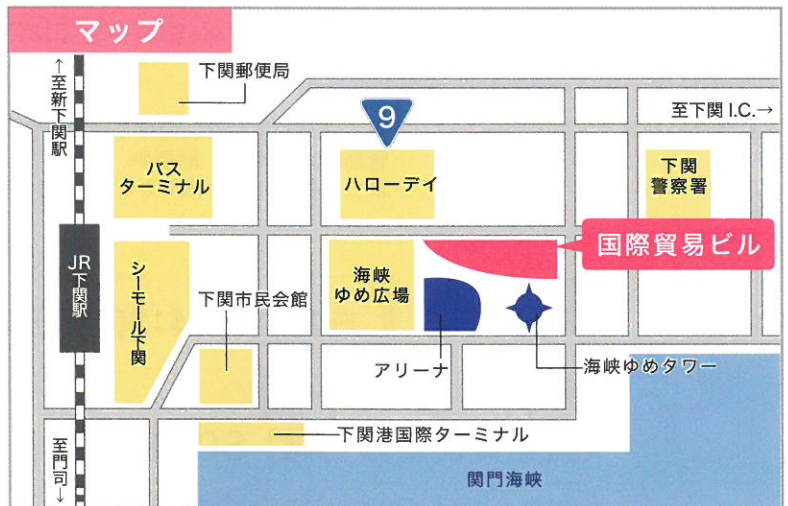 マップ
↑至新下関駅
下関郵便局
9
至下関 I.C.→
バス
ターミナル
ハローデイ
下関
警察署
国際貿易ビル
JR
下関駅
シーモール下関
下関市民会館
海峡
ゆめ広場
アリーナ
海峡ゆめタワー
至門司↓
下関港国際ターミナル
関門海峡